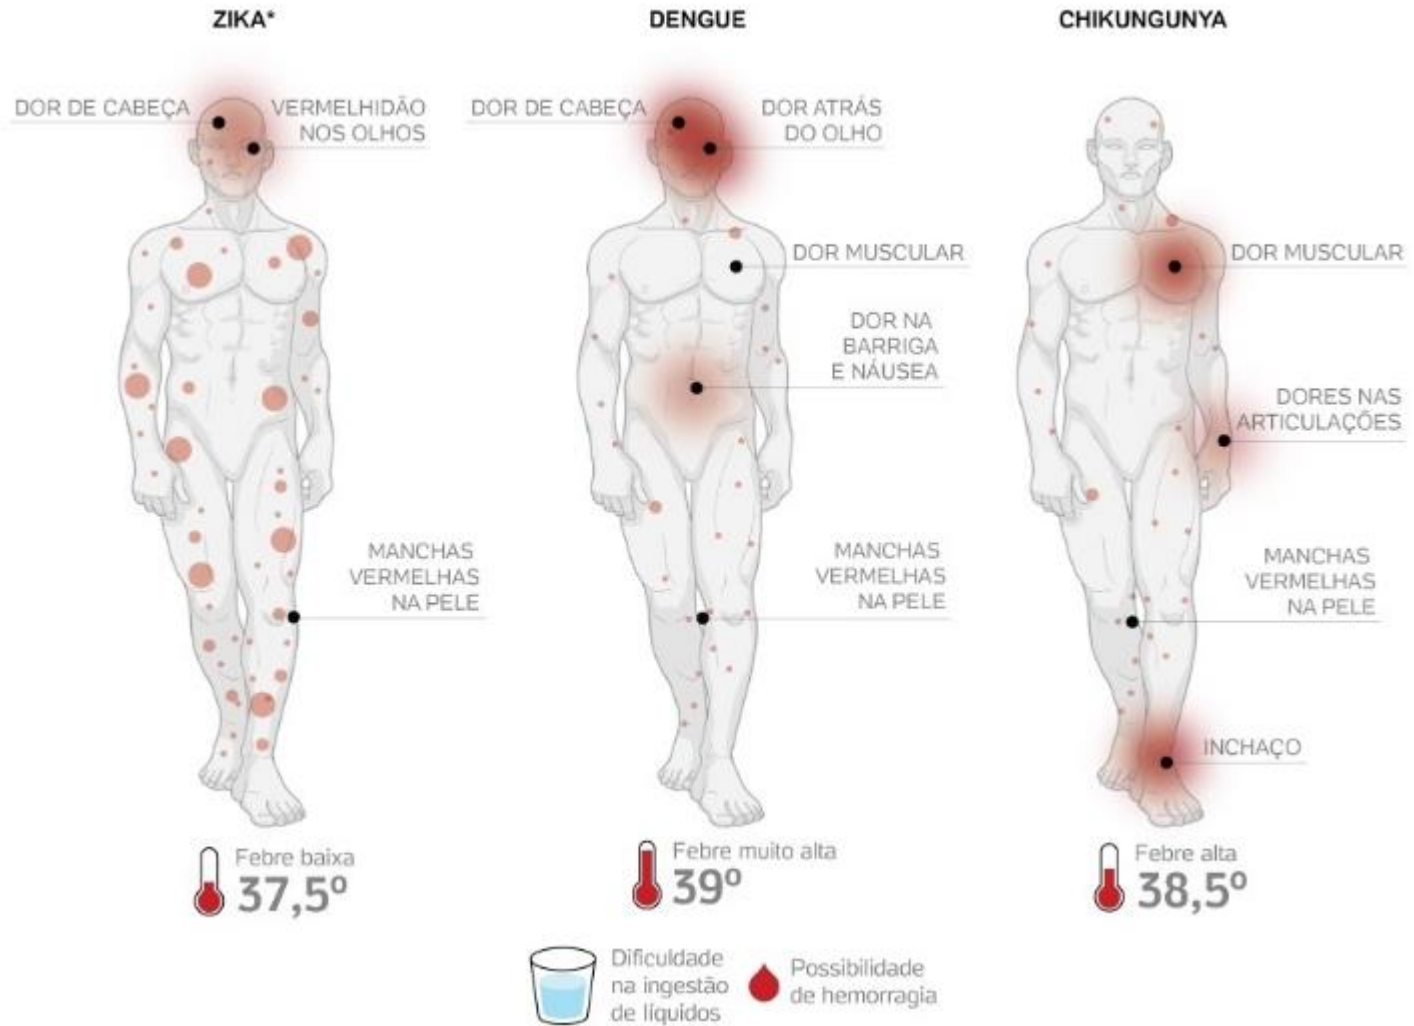 ZIKA*
DOR DE CABEÇA
VERMELHIDÃO
NOS OLHOS
MANCHAS
VERMELHAS
NA PELE
Febre baixa
37,5º
DENGUE
DOR DE CABEÇA
DOR ATRÁS
DO OLHO
DOR MUSCULAR
DOR NA
BARRIGA
E NÁUSEA
MANCHAS
VERMELHAS
NA PELE
Febre muito alta
39º
Dificuldade
na ingestão
de líquidos
Possibilidade
de hemorragia
CHIKUNGUNYA
DOR MUSCULAR
DORES NAS
ARTICULAÇÕES
MANCHAS
VERMELHAS
NA PELE
INCHAÇO
Febre alta
38,5º